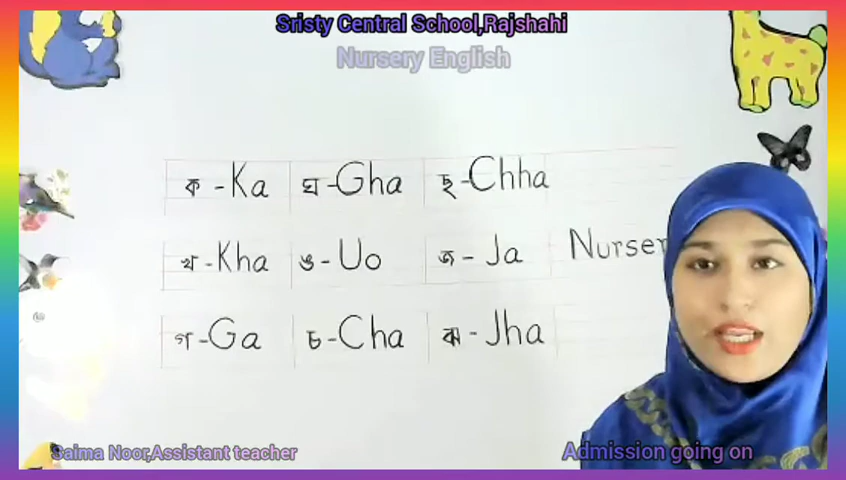 Sristy Central School,Rajshahi
Nursery English
ক - Ka ঘ - Gha ছ - Chha
খ - Kha ঙ - Uo জ - Ja Nurser
গ - Ga চ - Cha ঝ - Jha
Saima Noor,Assistant teacher
Admission going on